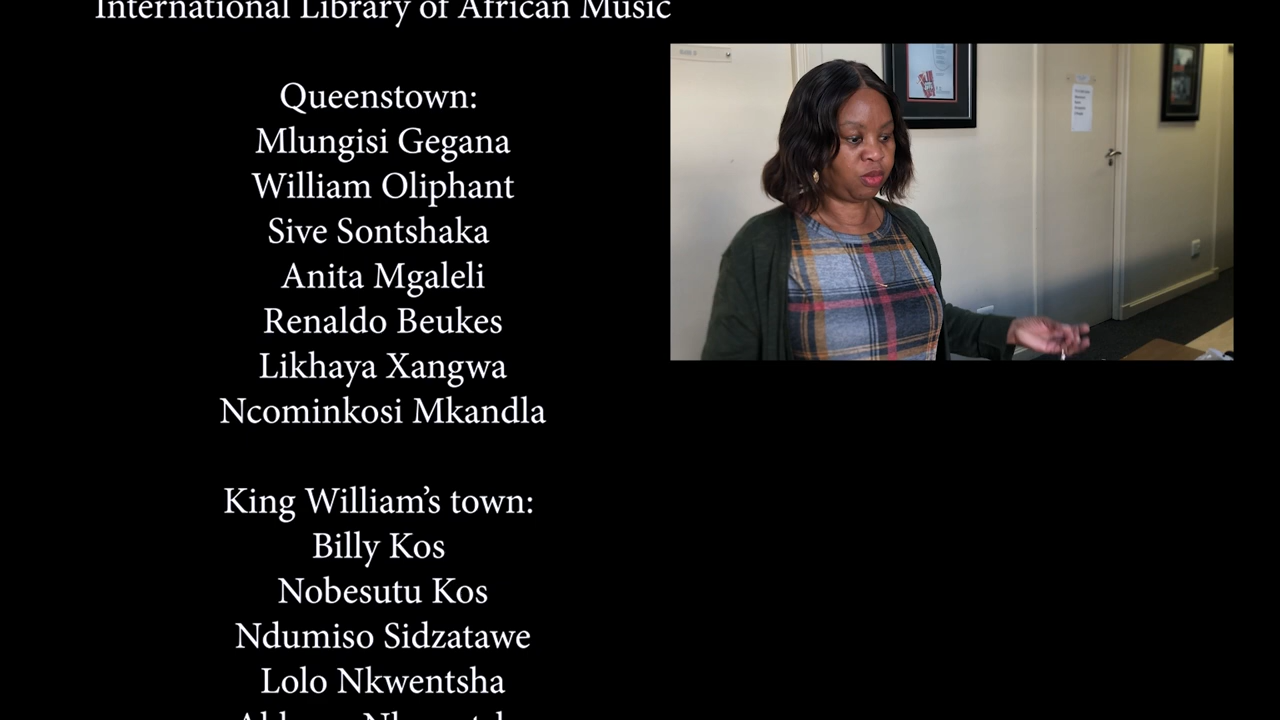 International Library of African Music
Queenstown:
Mlungisi Gegana
William Oliphant
Sive Sontshaka
Anita Mgaleli
Renaldo Beukes
Likhaya Xangwa
Ncominkosi Mkandla
King William's town:
Billy Kos
Nobesutu Kos
Ndumiso Sidzatawe
Lolo Nkwentsha